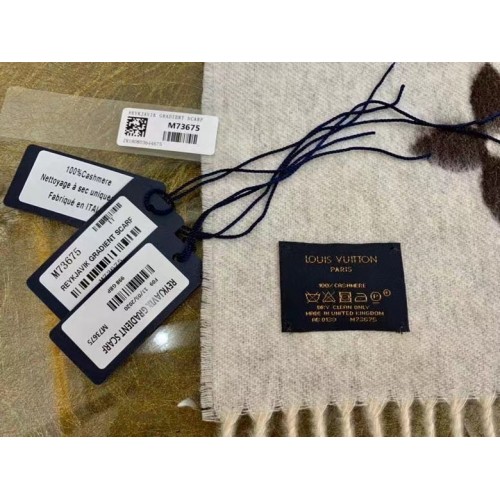 REYKJAVIK GRADIENT SCARF
M73675
100%Cashmere
Nettoyage à sec unique
Fabriqué en ITAL
M73675
REYKJAVIK GRADIENT SCARF
REYKJAVIK GRADIENT SCARF
M73675
LOUIS VUITTON
PARIS
100% CASHMERE
DRY CLEAN ONLY
MADE IN UNITED KINGDOM
M73675